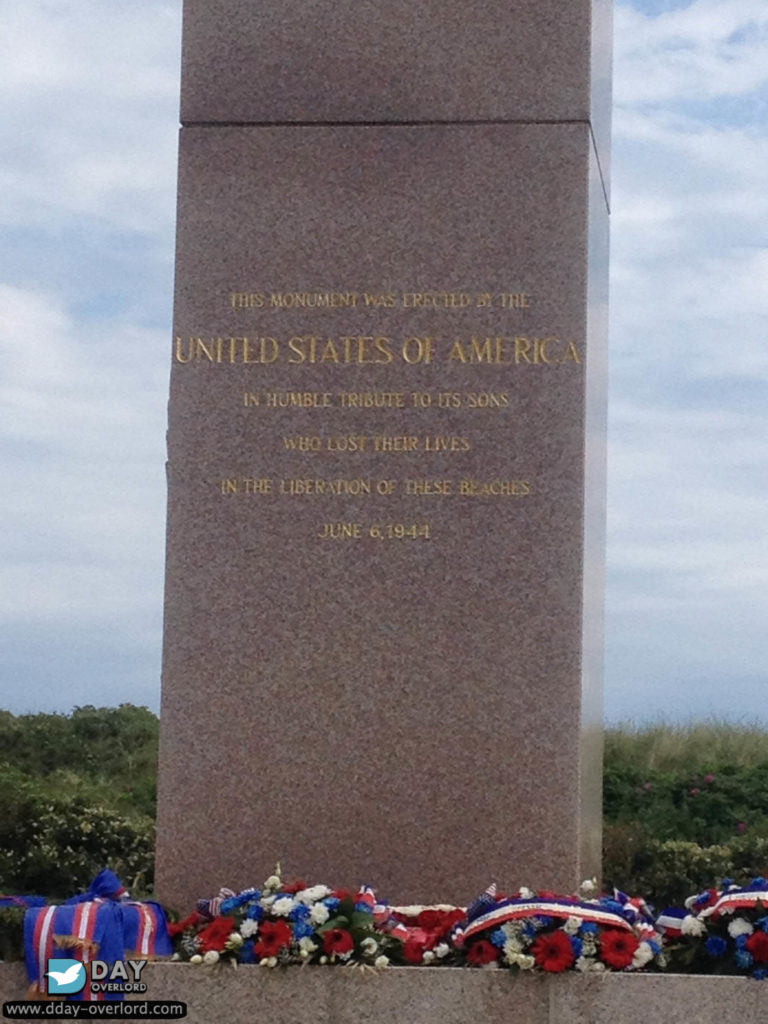 THIS MONUMENT WAS ERECTED BY THE
UNITED STATES OF AMERICA
IN HUMBLE TRIBUTE TO ITS SONS
WHO LOST THEIR LIVES
IN THE LIBERATION OF THESE BEACHES
JUNE 6, 1944
DAY
OVERLORD
www.dday-overlord.com